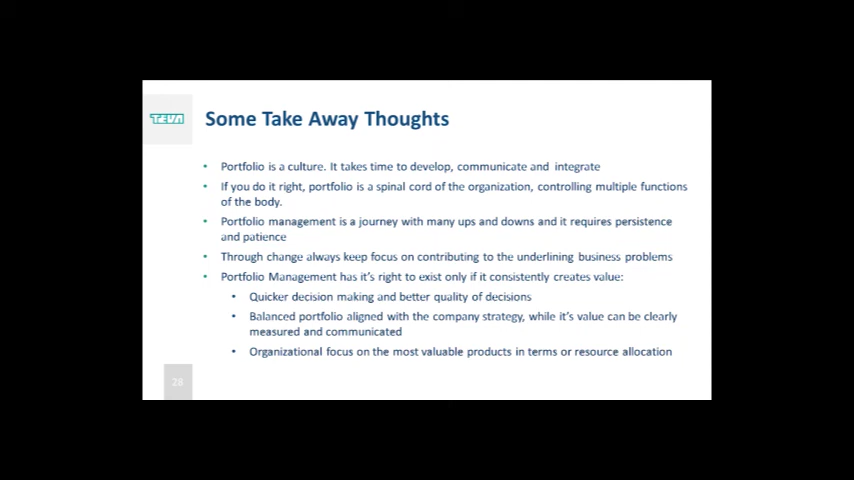 TEVA
Some Take Away Thoughts
• Portfolio is a culture. It takes time to develop, communicate and integrate
• If you do it right, portfolio is a spinal cord of the organization, controlling multiple functions
of the body.
• Portfolio management is a journey with many ups and downs and it requires persistence
and patience
• Through change always keep focus on contributing to the underlining business problems
• Portfolio Management has it's right to exist only if it consistently creates value:
• Quicker decision making and better quality of decisions
• Balanced portfolio aligned with the company strategy, while it's value can be clearly
measured and communicated
• Organizational focus on the most valuable products in terms or resource allocation
28